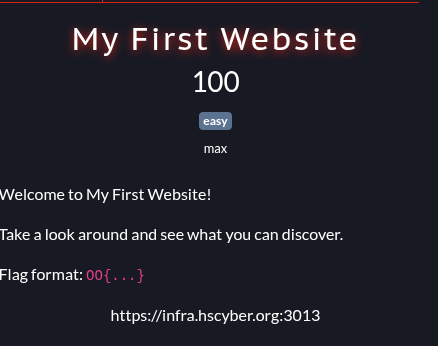 My First Website
100
easy
max
Welcome to My First Website!
Take a look around and see what you can discover.
Flag format: OO{...}
https://infra.hscyber.org:3013